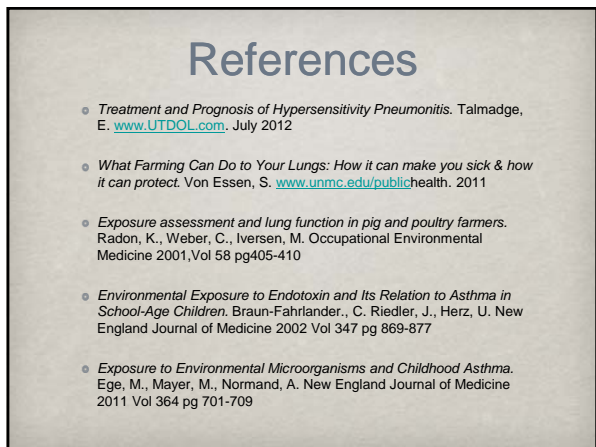 References
Treatment and Prognosis of Hypersensitivity Pneumonitis. Talmadge,
E. www.UTDOL.com. July 2012
What Farming Can Do to Your Lungs: How it can make you sick & how
it can protect. Von Essen, S. www.unmc.edu/publichealth. 2011
Exposure assessment and lung function in pig and poultry farmers.
Radon, K., Weber, C., Iversen, M. Occupational Environmental
Medicine 2001,Vol 58 pg405-410
Environmental Exposure to Endotoxin and Its Relation to Asthma in
School-Age Children. Braun-Fahrlander., C. Riedler, J., Herz, U. New
England Journal of Medicine 2002 Vol 347 pg 869-877
Exposure to Environmental Microorganisms and Childhood Asthma.
Ege, M., Mayer, M., Normand, A. New England Journal of Medicine
2011 Vol 364 pg 701-709